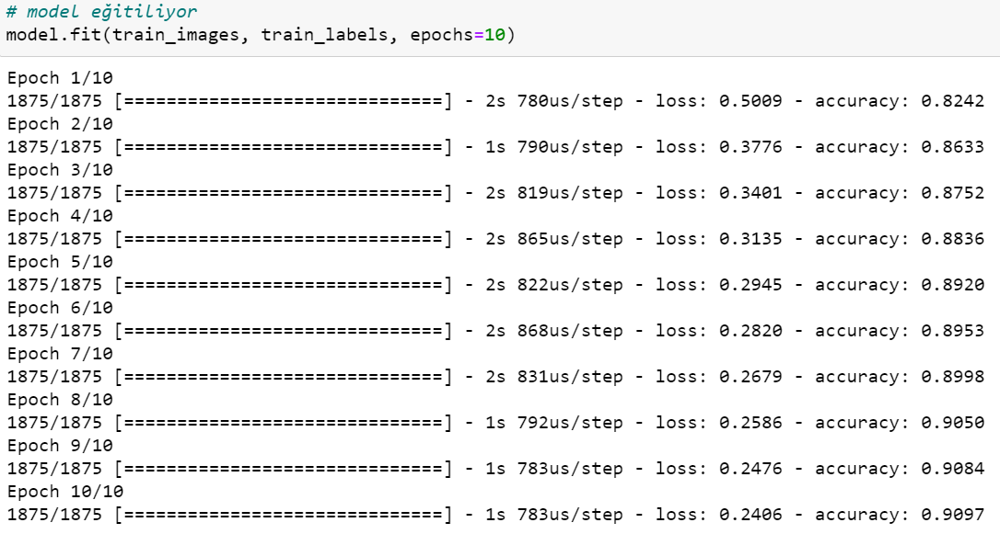 # model eğitiliyor
model.fit(train_images, train_labels, epochs=10)
Epoch 1/10
1875/1875 [==============================] - 2s 780us/step - loss: 0.5009 - accuracy: 0.8242
Epoch 2/10
1875/1875 [==============================] - 1s 790us/step - loss: 0.3776 - accuracy: 0.8633
Epoch 3/10
1875/1875 [==============================] - 2s 819us/step - loss: 0.3401 - accuracy: 0.8752
Epoch 4/10
1875/1875 [==============================] - 2s 865us/step - loss: 0.3135 - accuracy: 0.8836
Epoch 5/10
1875/1875 [==============================] - 2s 822us/step - loss: 0.2945 - accuracy: 0.8920
Epoch 6/10
1875/1875 [==============================] - 2s 868us/step - loss: 0.2820 - accuracy: 0.8953
Epoch 7/10
1875/1875 [==============================] - 2s 831us/step - loss: 0.2679 - accuracy: 0.8998
Epoch 8/10
1875/1875 [==============================] - 1s 792us/step - loss: 0.2586 - accuracy: 0.9050
Epoch 9/10
1875/1875 [==============================] - 1s 783us/step - loss: 0.2476 - accuracy: 0.9084
Epoch 10/10
1875/1875 [==============================] - 1s 783us/step - loss: 0.2406 - accuracy: 0.9097